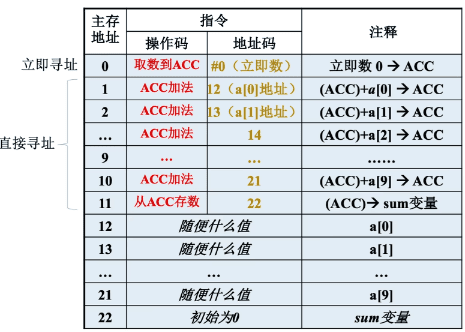 主存地址 指令 注释
操作码 地址码
立即寻址 0 取数到ACC #0（立即数） 立即数 0 → ACC
1 ACC加法 12（a[0]地址） (ACC)+a[0] → ACC
2 ACC加法 13（a[1]地址） (ACC)+a[1] → ACC
直接寻址 … ACC加法 14 (ACC)+a[2] → ACC
9 … … ……
10 ACC加法 21 (ACC)+a[9] → ACC
11 从ACC存数 22 (ACC)→ sum变量
12 随便什么值 a[0]
13 随便什么值 a[1]
… … …
21 随便什么值 a[9]
22 初始为0 sum变量